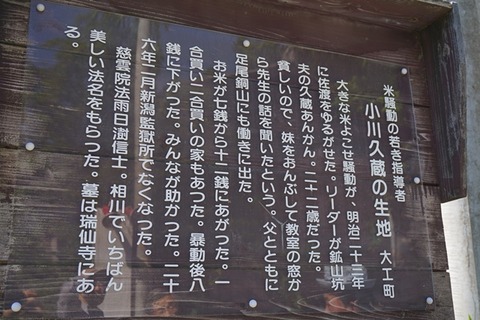 米騒動の若き指導者
小川久蔵の生地 大工町
大きな米よこせ騒動が、明治二十三年
に佐渡をゆるがせた。リーダーが鉱山坑
夫の久蔵あんかん。二十二歳だった。
貧しいので、妹をおんぶして教室の窓か
ら先生の話を聞いたという。父とともに
足尾銅山にも働きに出た。
お米が七銭から十二銭にあがつた。一
合買い二合買いの家もあつた。暴動後八
銭に下がつた。みんなが助かつた。二十
六年二月新潟監獄所でなくなつた。
慈雲院法雨日澍信士。相川でいちばん
美しい法名をもらつた。墓は瑞仙寺にあ
る。